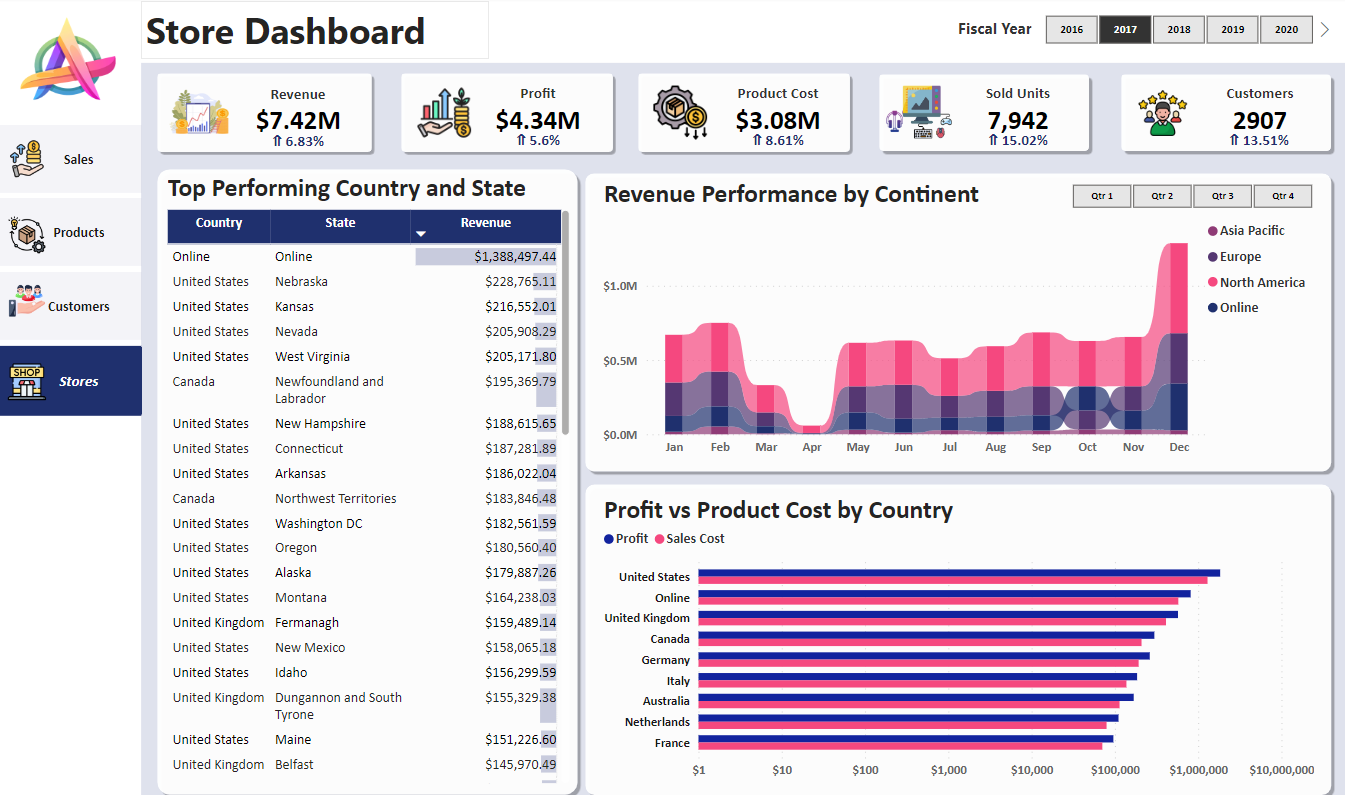 Store Dashboard
Fiscal Year
2016 2017 2018 2019 2020
Revenue
$7.42M
⇑ 6.83%
Profit
$4.34M
⇑ 5.6%
Product Cost
$3.08M
⇑ 8.61%
Sold Units
7,942
⇑ 15.02%
Customers
2907
⇑ 13.51%
Sales
Products
Customers
SHOP
Stores
Top Performing Country and State
Country State Revenue
Online Online $1,388,497.44
United States Nebraska $228,765.11
United States Kansas $216,552.01
United States Nevada $205,908.29
United States West Virginia $205,171.80
Canada Newfoundland and $195,369.79
Labrador
United States New Hampshire $188,615.65
United States Connecticut $187,281.89
United States Arkansas $186,022.04
Canada Northwest Territories $183,846.48
United States Washington DC $182,561.59
United States Oregon $180,560.40
United States Alaska $179,887.26
United States Montana $164,238.03
United Kingdom Fermanagh $159,489.14
United States New Mexico $158,065.18
United States Idaho $156,299.59
United Kingdom Dungannon and South $155,329.38
Tyrone
United States Maine $151,226.60
United Kingdom Belfast $145,970.49
Revenue Performance by Continent
Qtr 1 Qtr 2 Qtr 3 Qtr 4
Asia Pacific
Europe
North America
Online
$1.0M
$0.5M
$0.0M
Jan Feb Mar Apr May Jun Jul Aug Sep Oct Nov Dec
Profit vs Product Cost by Country
Profit Sales Cost
United States
Online
United Kingdom
Canada
Germany
Italy
Australia
Netherlands
France
$1 $10 $100 $1,000 $10,000 $100,000 $1,000,000 $10,000,000